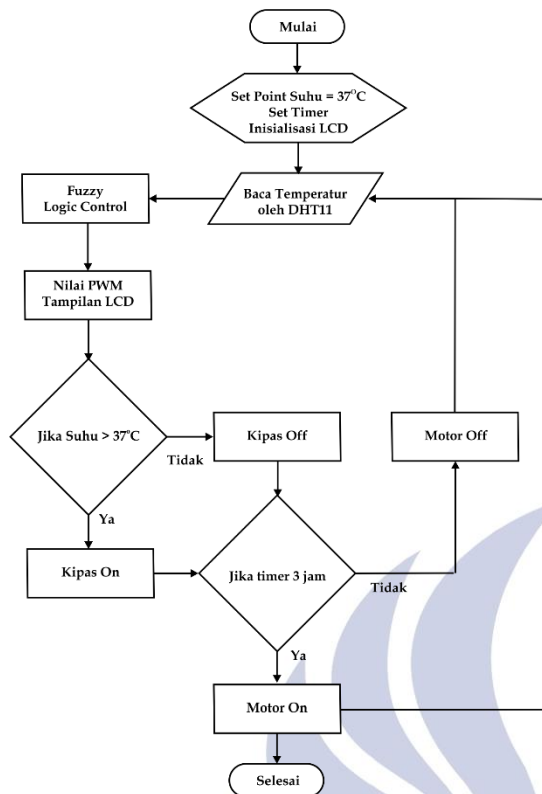 Mulai
Set Point Suhu = 37°C
Set Timer
Inisialisasi LCD
Baca Temperatur
oleh DHT11
Fuzzy
Logic Control
Nilai PWM
Tampilan LCD
Jika Suhu > 37°C
Tidak
Kipas Off
Motor Off
Ya
Kipas On
Jika timer 3 jam
Tidak
Ya
Motor On
Selesai